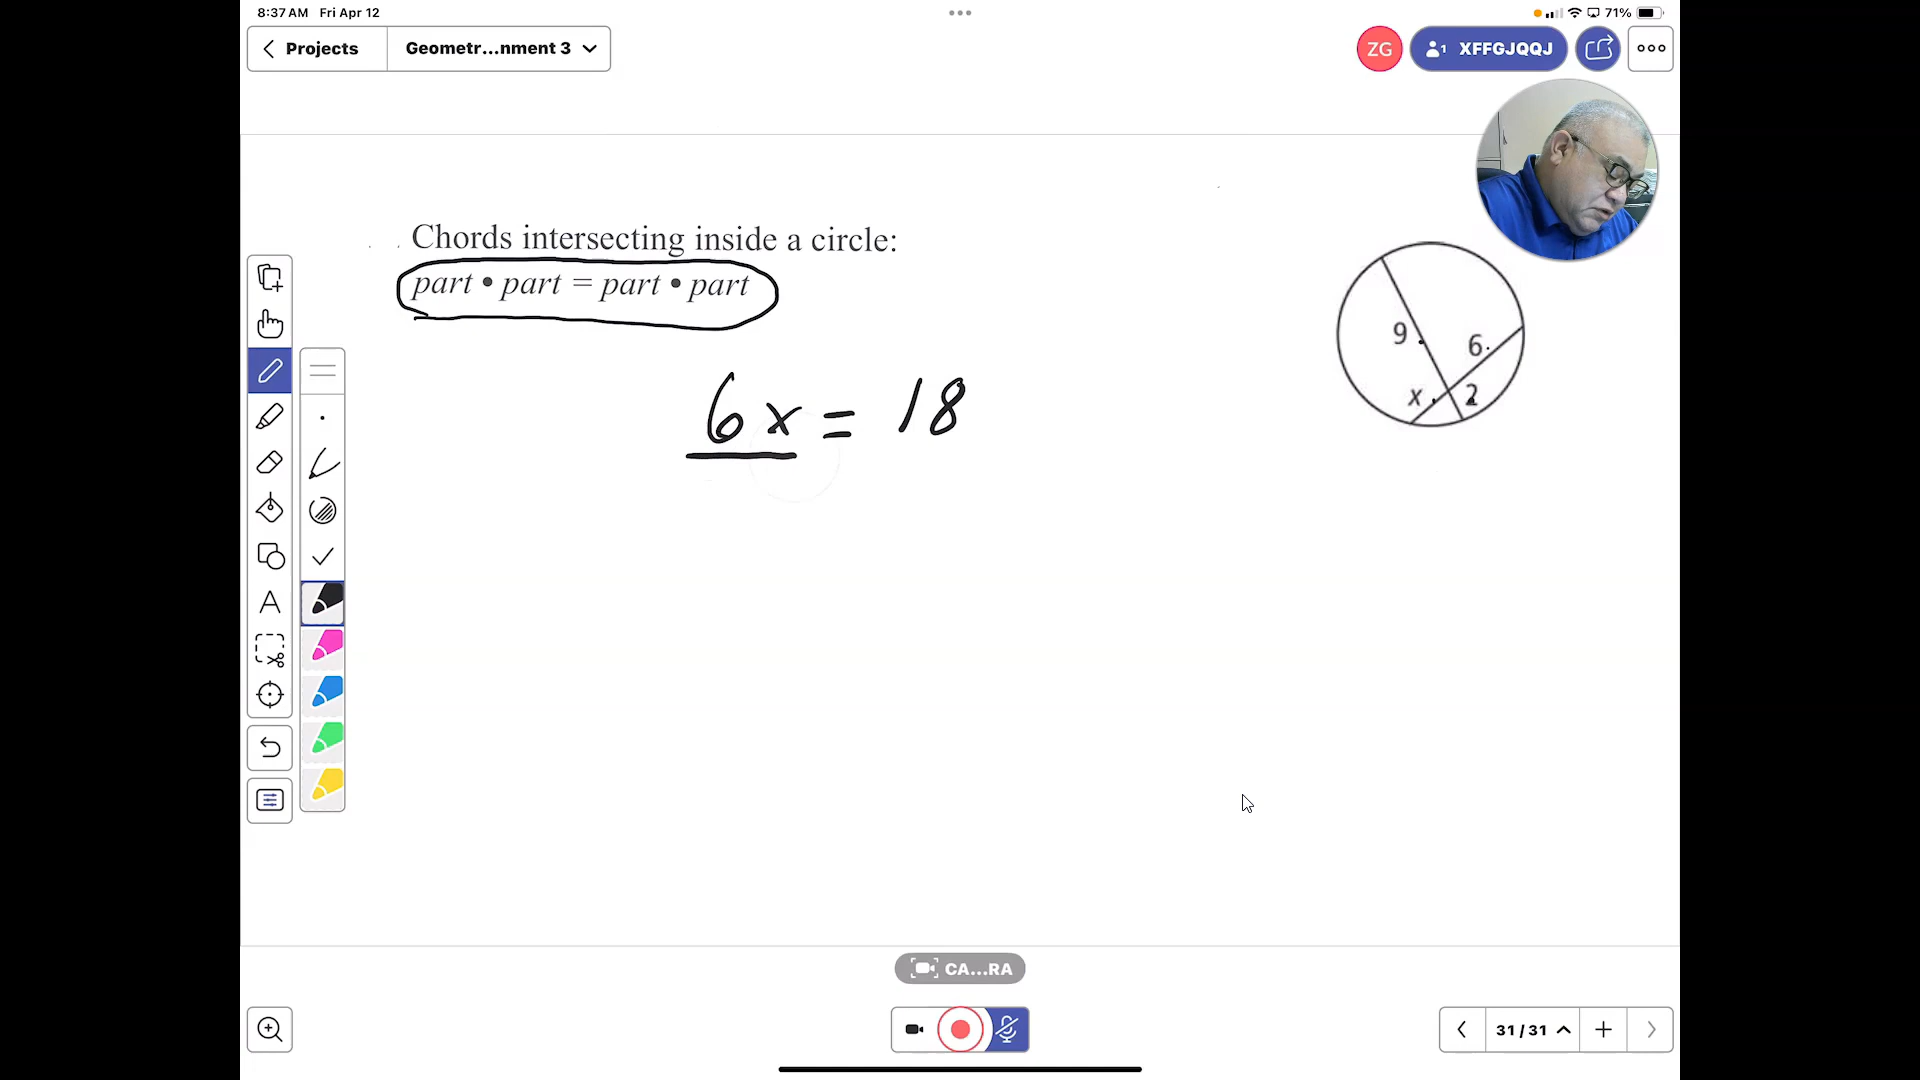 8:37 AM Fri Apr 12
71%
Projects
Geometr...nment 3
ZG
1 XFFGJQQJ
Chords intersecting inside a circle:
part • part = part • part
9
6
x
2
6x = 18
A
CA...RA
31 / 31